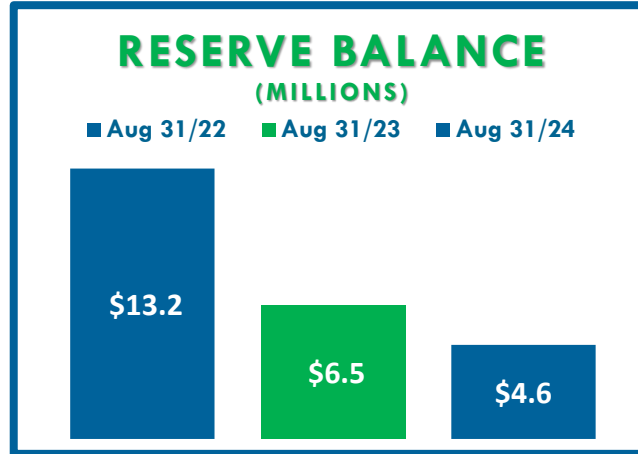 RESERVE BALANCE
(MILLIONS)
Aug 31/22 Aug 31/23 Aug 31/24
$13.2
$6.5
$4.6